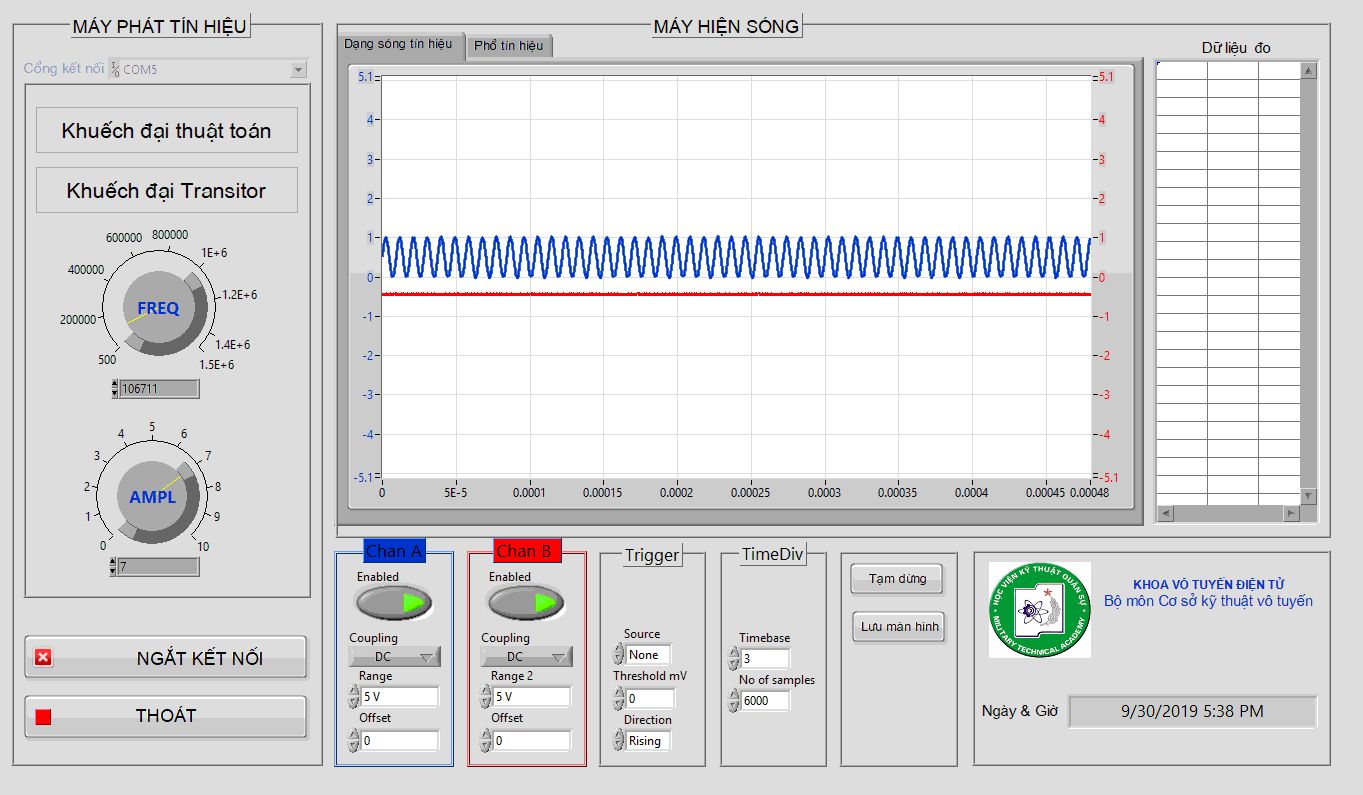 MÁY PHÁT TÍN HIỆU
Cổng kết nối COM5
Khuếch đại thuật toán
Khuếch đại Transitor
600000 800000
400000 1E+6
200000 1.2E+6
500 1.4E+6
1.5E+6
FREQ
106711
5
4 6
3 7
2 8
1 9
0 10
AMPL
7
NGẮT KẾT NỐI
THOÁT
MÁY HIỆN SÓNG
Dạng sóng tín hiệu
Phổ tín hiệu
5.1 5.1
4 4
3 3
2 2
1 1
0 0
-1 -1
-2 -2
-3 -3
-4 -4
-5.1 -5.1
0 5E-5 0.0001 0.00015 0.0002 0.00025 0.0003 0.00035 0.0004 0.00045 0.00048
Dữ liệu đo
Chan A
Enabled
Coupling
DC
Range
5 V
Offset
0
Chan B
Enabled
Coupling
DC
Range 2
5 V
Offset
0
Trigger
Source
None
Threshold mV
0
Direction
Rising
TimeDiv
Timebase
3
No of samples
6000
Tạm dừng
Lưu màn hình
HỌC VIỆN KỸ THUẬT QUÂN SỰ
MILITARY TECHNICAL ACADEMY
KHOA VÔ TUYẾN ĐIỆN TỬ
Bộ môn Cơ sở kỹ thuật vô tuyến
Ngày & Giờ 9/30/2019 5:38 PM